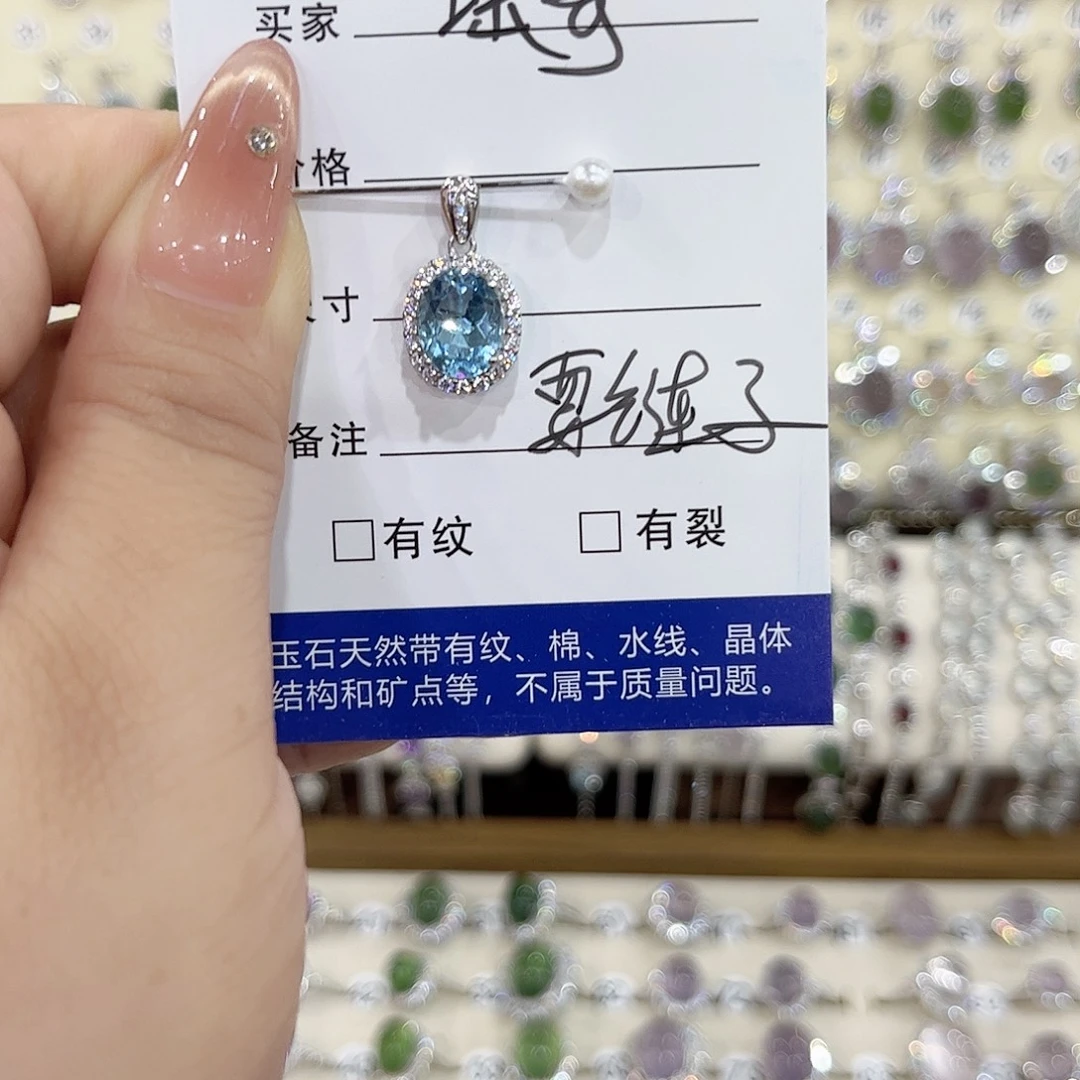 买家
价格
尺寸
备注 要链子
□有纹 □有裂
玉石天然带有纹、棉、水线、晶体
结构和矿点等，不属于质量问题。